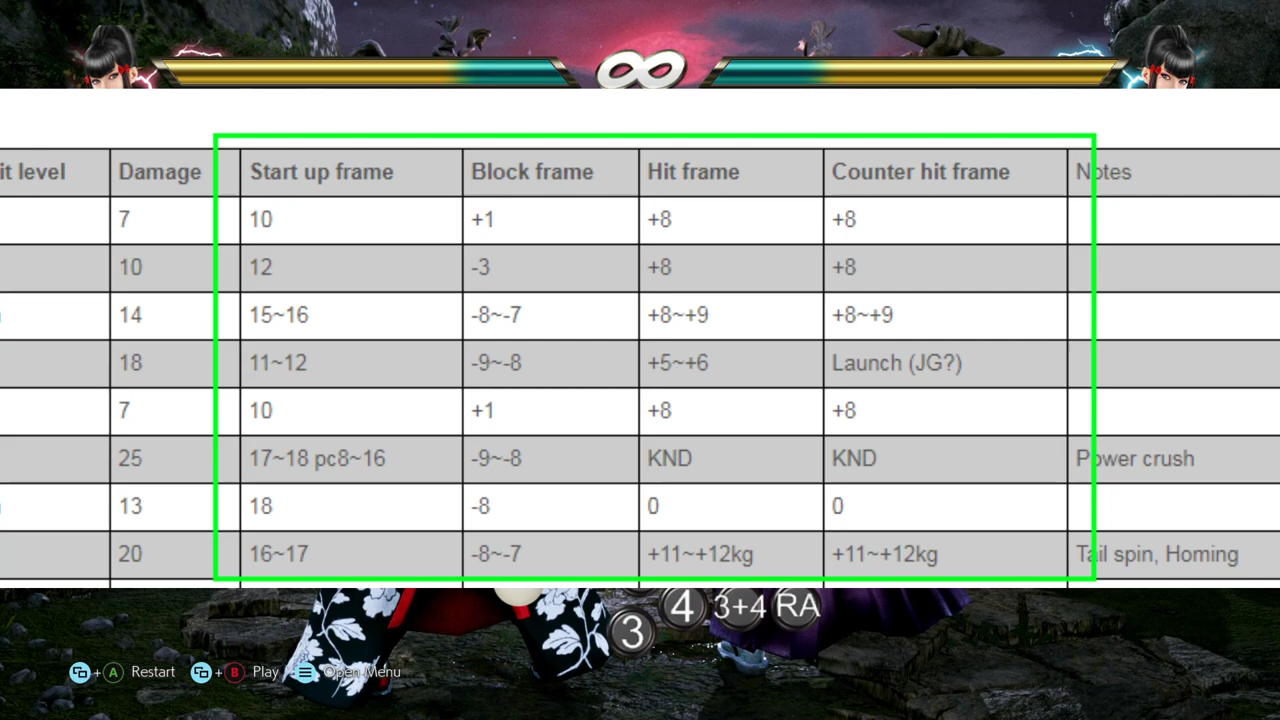 it level Damage Start up frame Block frame Hit frame Counter hit frame Notes
7 10 +1 +8 +8
10 12 -3 +8 +8
14 15~16 -8~-7 +8~+9 +8~+9
18 11~12 -9~-8 +5~+6 Launch (JG?)
7 10 +1 +8 +8
25 17~18 pc8~16 -9~-8 KND KND Power crush
13 18 -8 0 0
20 16~17 -8~-7 +11~+12kg +11~+12kg Tail spin, Homing
3 4 3+4 RA
+ A Restart + B Play Open Menu